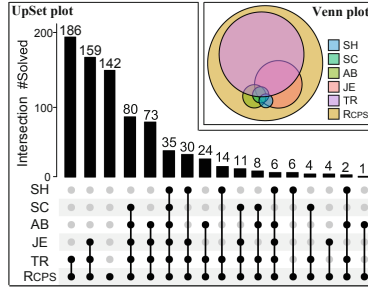 UpSet plot
Venn plot
SH
SC
AB
JE
TR
RCPS
Intersection #Solved
200
100
0
186
159
142
80
73
35
30
24
14
11
8
6
6
4
4
2
1
SH
SC
AB
JE
TR
RCPS